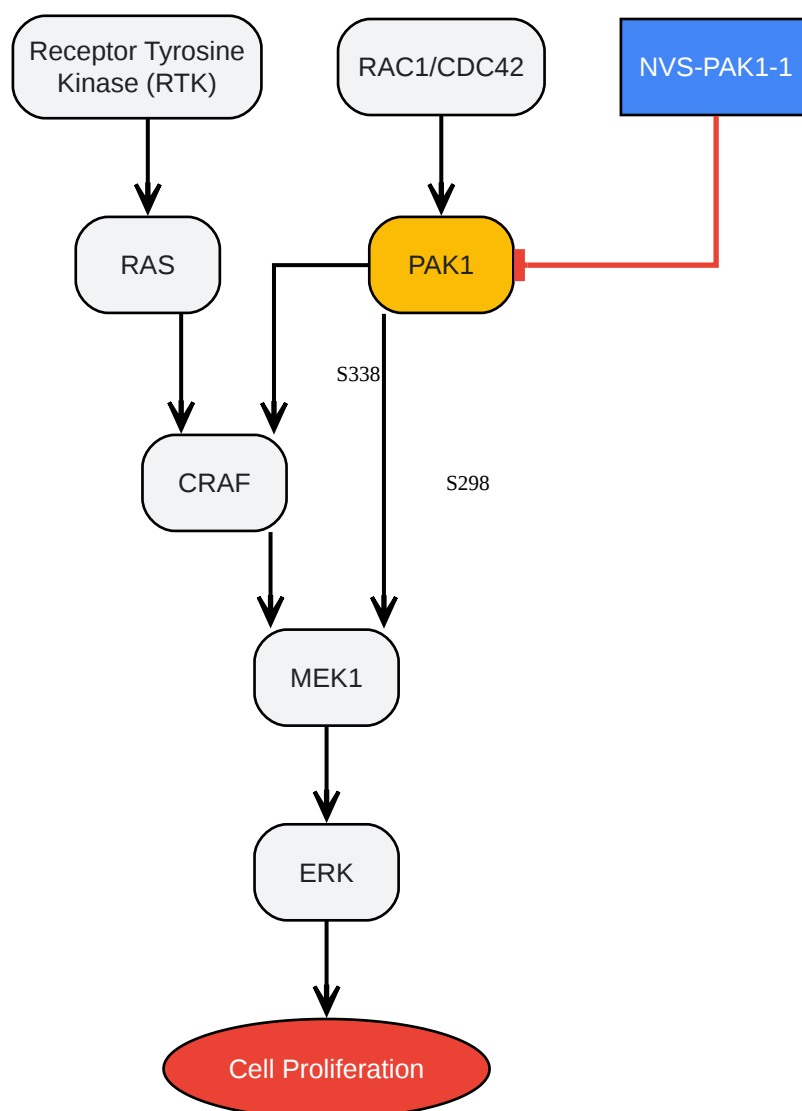 Receptor Tyrosine
Kinase (RTK)
RAC1/CDC42
NVS-PAK1-1
RAS
PAK1
S338
CRAF
S298
MEK1
ERK
Cell Proliferation